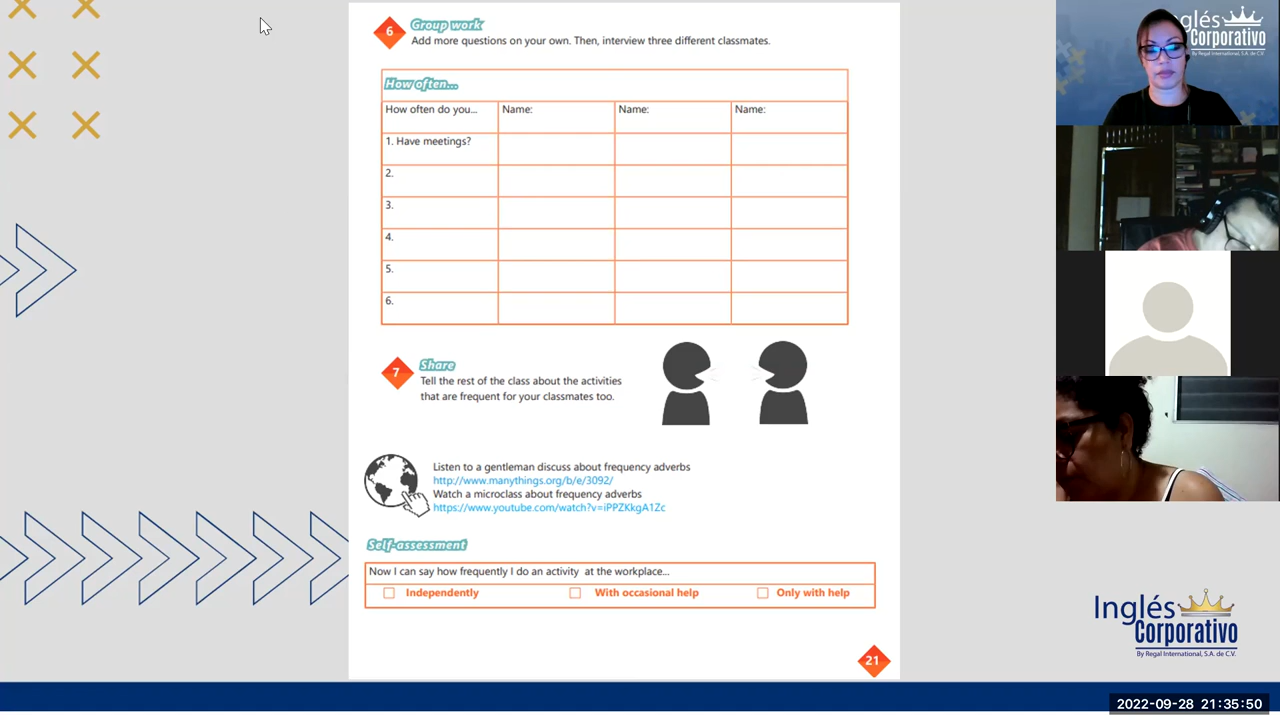 6
Group work
Add more questions on your own. Then, interview three different classmates.
How often...
How often do you... Name: Name: Name:
1. Have meetings?
2.
3.
4.
5.
6.
7
Share
Tell the rest of the class about the activities
that are frequent for your classmates too.
Listen to a gentleman discuss about frequency adverbs
http://www.manythings.org/b/e/3092/
Watch a microclass about frequency adverbs
https://www.youtube.com/watch?v=iPPZKkgA1Zc
Self-assessment
Now I can say how frequently I do an activity at the workplace...
Independently With occasional help Only with help
21
glés
Corporativo
By Regal International, S.A. de C.V.
Inglés
Corporativo
By Regal International, S.A. de C.V.
2022-09-28 21:35:50